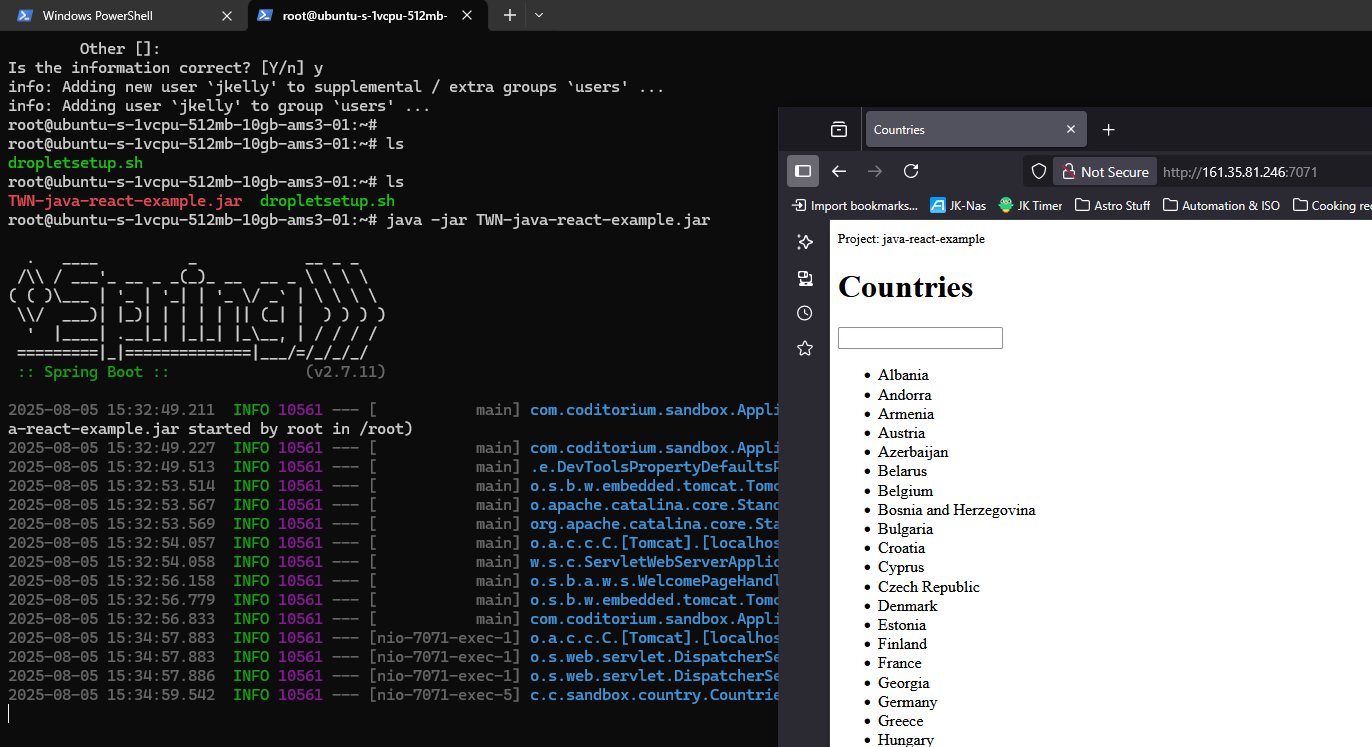 Windows PowerShell
root@ubuntu-s-1vcpu-512mb-
Other []:
Is the information correct? [Y/n] y
info: Adding new user `jkelly' to supplemental / extra groups `users' ...
info: Adding user `jkelly' to group `users' ...
root@ubuntu-s-1vcpu-512mb-10gb-ams3-01:~#
root@ubuntu-s-1vcpu-512mb-10gb-ams3-01:~# ls
dropletsetup.sh
root@ubuntu-s-1vcpu-512mb-10gb-ams3-01:~# ls
TWN-java-react-example.jar  dropletsetup.sh
root@ubuntu-s-1vcpu-512mb-10gb-ams3-01:~# java -jar TWN-java-react-example.jar
:: Spring Boot ::                (v2.7.11)
2025-08-05 15:32:49.211  INFO 10561 --- [           main] com.coditorium.sandbox.Appli
a-react-example.jar started by root in /root)
2025-08-05 15:32:49.227  INFO 10561 --- [           main] com.coditorium.sandbox.Appli
2025-08-05 15:32:49.513  INFO 10561 --- [           main] .e.DevToolsPropertyDefaultsP
2025-08-05 15:32:53.514  INFO 10561 --- [           main] o.s.b.w.embedded.tomcat.Tomc
2025-08-05 15:32:53.567  INFO 10561 --- [           main] o.apache.catalina.core.Stand
2025-08-05 15:32:53.569  INFO 10561 --- [           main] org.apache.catalina.core.Sta
2025-08-05 15:32:54.057  INFO 10561 --- [           main] o.a.c.c.C.[Tomcat].[localhos
2025-08-05 15:32:54.058  INFO 10561 --- [           main] w.s.c.ServletWebServerApplic
2025-08-05 15:32:56.158  INFO 10561 --- [           main] o.s.b.a.w.s.WelcomePageHandl
2025-08-05 15:32:56.779  INFO 10561 --- [           main] o.s.b.w.embedded.tomcat.Tomc
2025-08-05 15:32:56.833  INFO 10561 --- [           main] com.coditorium.sandbox.Appli
2025-08-05 15:34:57.883  INFO 10561 --- [nio-7071-exec-1] o.a.c.c.C.[Tomcat].[localhos
2025-08-05 15:34:57.883  INFO 10561 --- [nio-7071-exec-1] o.s.web.servlet.DispatcherSe
2025-08-05 15:34:57.886  INFO 10561 --- [nio-7071-exec-1] o.s.web.servlet.DispatcherSe
2025-08-05 15:34:59.542  INFO 10561 --- [nio-7071-exec-5] c.c.sandbox.country.Countrie
Countries
Not Secure http://161.35.81.246:7071
Import bookmarks... JK-Nas JK Timer Astro Stuff Automation & ISO Cooking rec
Project: java-react-example
Countries
Albania
Andorra
Armenia
Austria
Azerbaijan
Belarus
Belgium
Bosnia and Herzegovina
Bulgaria
Croatia
Cyprus
Czech Republic
Denmark
Estonia
Finland
France
Georgia
Germany
Greece
Hungary